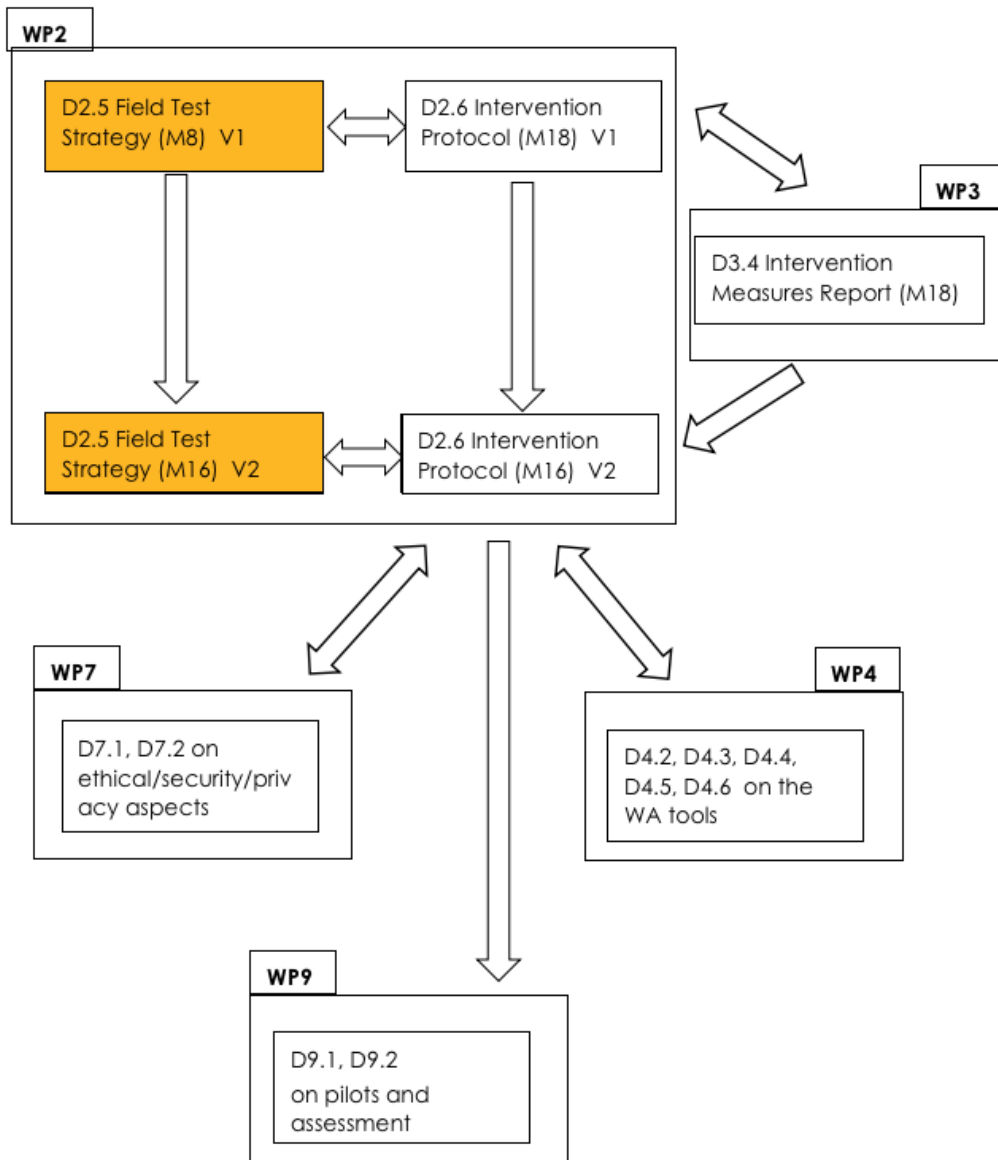 WP2
D2.5 Field Test
Strategy (M8)  V1
D2.6 Intervention
Protocol (M18)  V1
WP3
D3.4 Intervention
Measures Report (M18)
D2.5 Field Test
Strategy (M16)  V2
D2.6 Intervention
Protocol (M16)  V2
WP7
D7.1, D7.2 on
ethical/security/priv
acy aspects
WP4
D4.2, D4.3, D4.4,
D4.5, D4.6  on the
WA tools
WP9
D9.1, D9.2
on pilots and
assessment